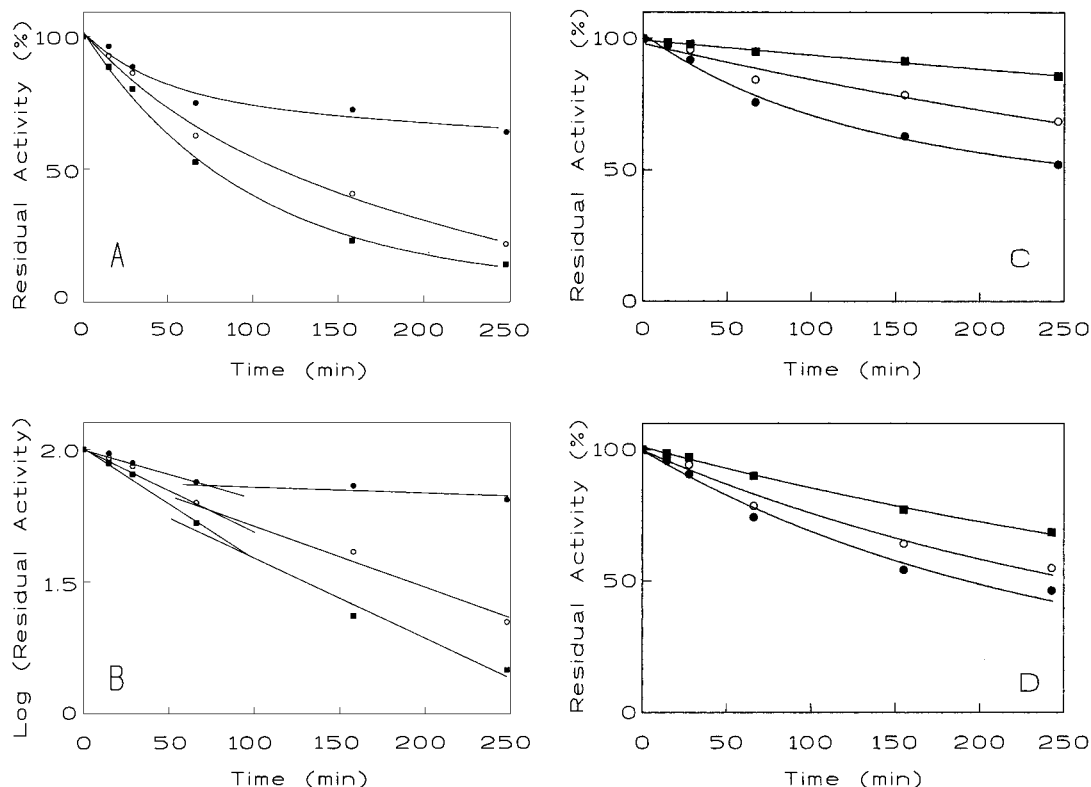 Residual Activity (%)
100
50
0
A
0 50 100 150 200 250
Time (min)
Residual Activity (%)
100
50
0
C
0 50 100 150 200 250
Time (min)
Log (Residual Activity)
2.0
1.5
0
B
0 50 100 150 200 250
Time (min)
Residual Activity (%)
100
50
0
D
0 50 100 150 200 250
Time (min)